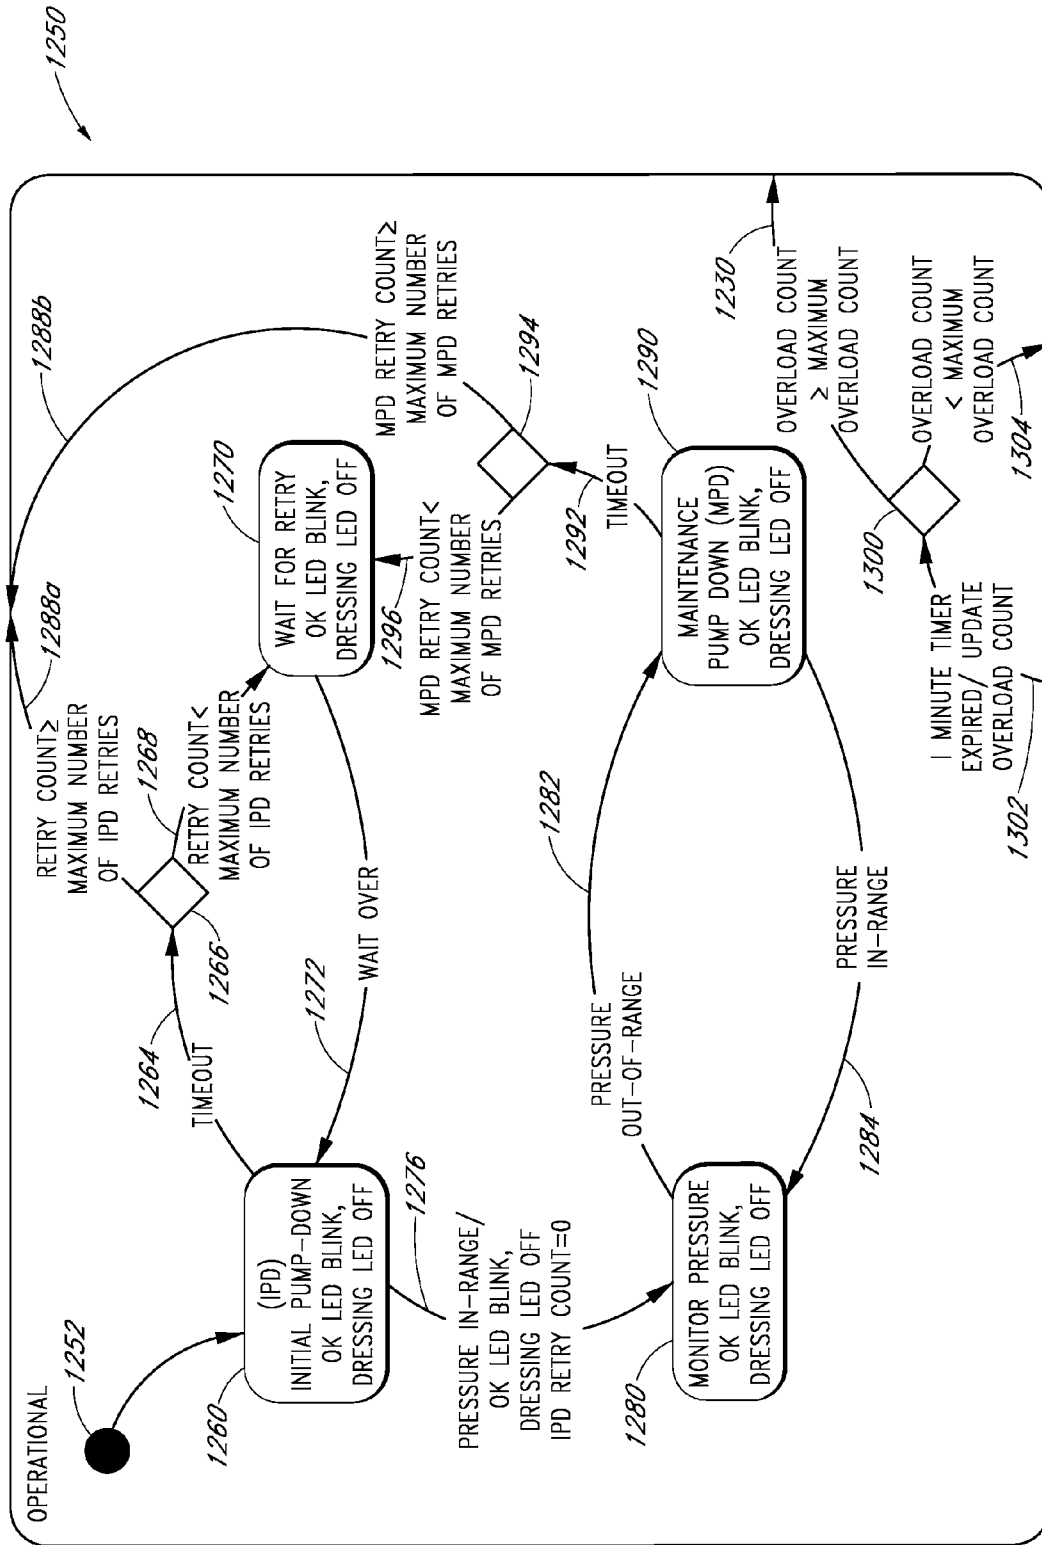 OPERATIONAL
1250
1252
1260
(IPD)
INITIAL PUMP-DOWN
OK LED BLINK,
DRESSING LED OFF
TIMEOUT
1264
1266
RETRY COUNT≥
MAXIMUM NUMBER
OF IPD RETRIES
1288a
1268
RETRY COUNT<
MAXIMUM NUMBER
OF IPD RETRIES
1288b
1270
WAIT FOR RETRY
OK LED BLINK,
DRESSING LED OFF
1272
WAIT OVER
1276
PRESSURE IN-RANGE/
OK LED BLINK,
DRESSING LED OFF
IPD RETRY COUNT=0
MPD RETRY COUNT≥
MAXIMUM NUMBER
OF MPD RETRIES
1294
1296
MPD RETRY COUNT<
MAXIMUM NUMBER
OF MPD RETRIES
1292
TIMEOUT
1280
MONITOR PRESSURE
OK LED BLINK,
DRESSING LED OFF
PRESSURE
OUT-OF-RANGE
1282
1290
MAINTENANCE
PUMP DOWN (MPD)
OK LED BLINK,
DRESSING LED OFF
1284
PRESSURE
IN-RANGE
1230
OVERLOAD COUNT
≥ MAXIMUM
OVERLOAD COUNT
1300
1 MINUTE TIMER
EXPIRED/ UPDATE
OVERLOAD COUNT
1302
OVERLOAD COUNT
< MAXIMUM
OVERLOAD COUNT
1304